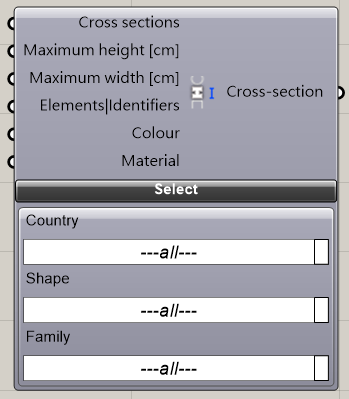 Cross sections
Maximum height [cm]
Maximum width [cm]
Elements|Identifiers
Cross-section
Colour
Material
Select
Country
---all---
Shape
---all---
Family
---all---